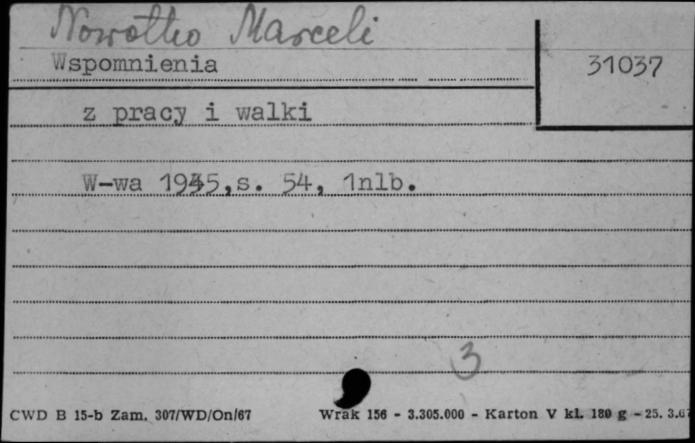 Nowotko Marceli
Wspomnienia
31037
z pracy i walki
W-wa 1945,s. 54, 1nlb.
3
CWD B 15-b Zam. 307/WD/On/67
Wrak 156 - 3.305.000 - Karton V kl. 180 g - 25. 3.67